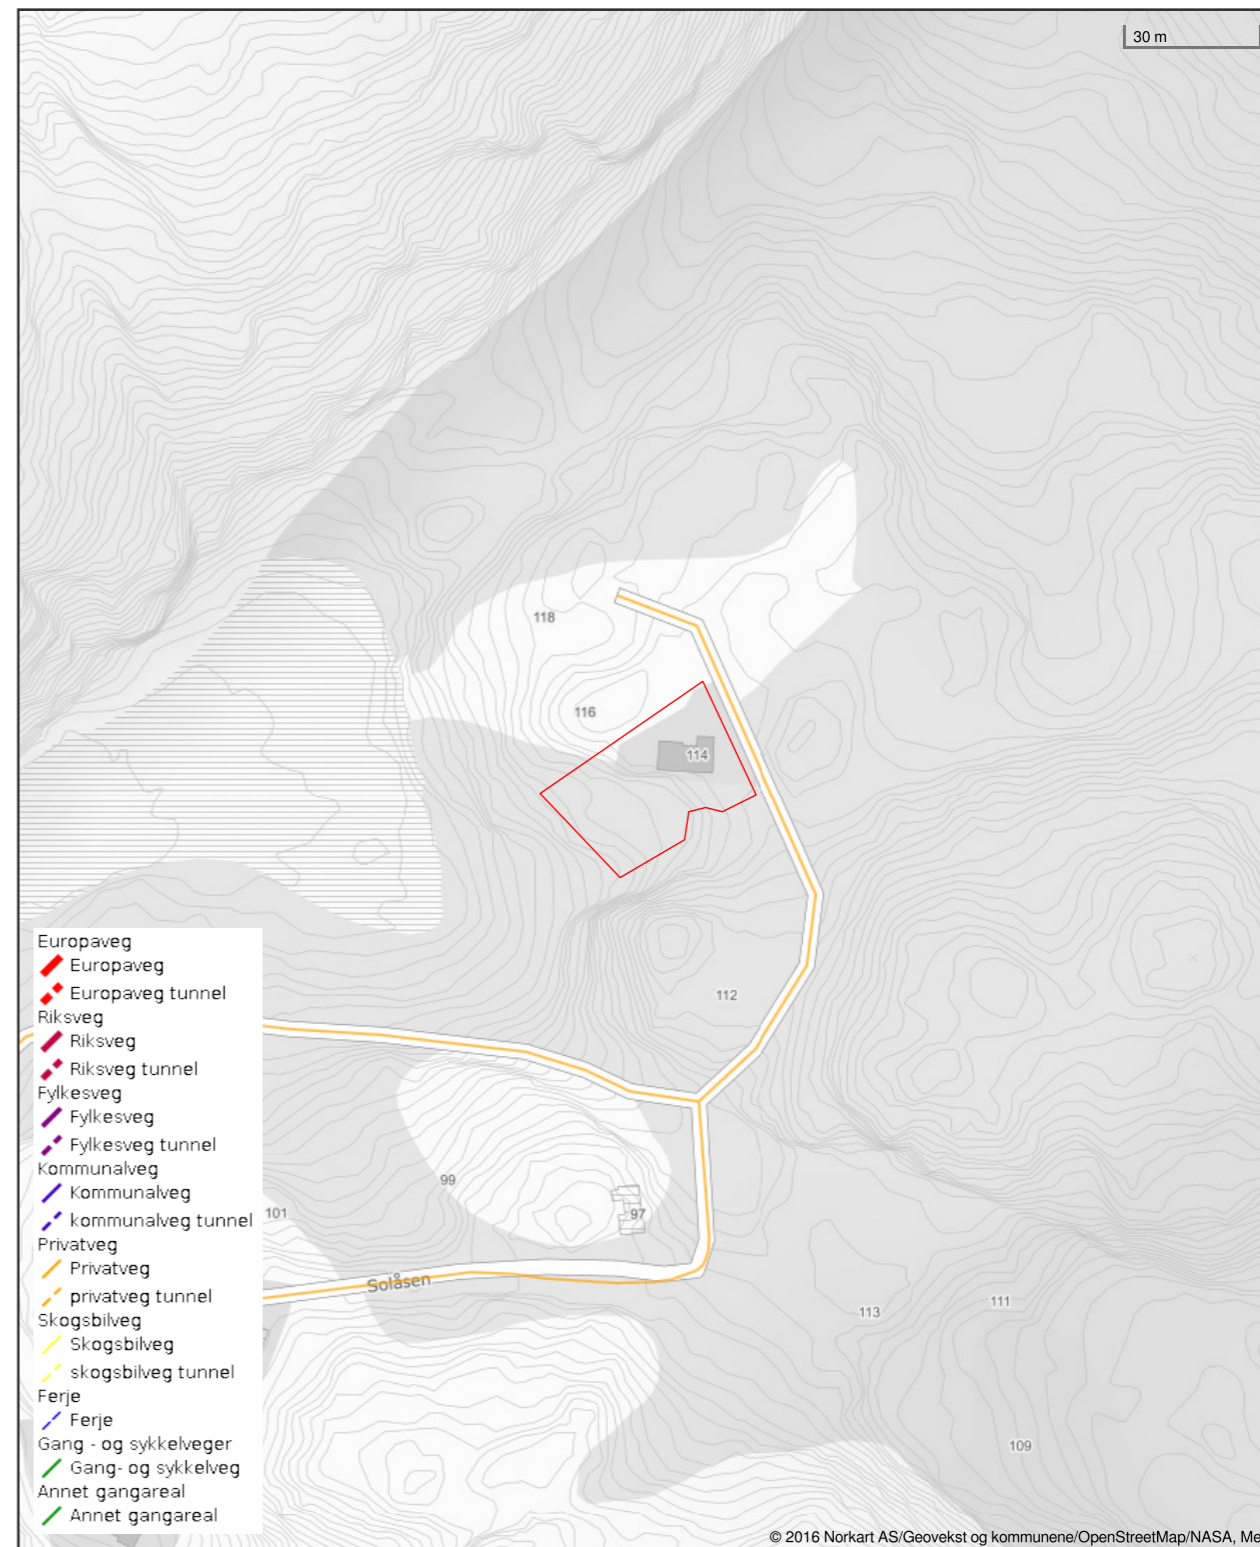 30 m
118
116
114
112
99
101
97
Solåsen
113
111
109
Europaveg
Europaveg
Europaveg tunnel
Riksveg
Riksveg
Riksveg tunnel
Fylkesveg
Fylkesveg
Fylkesveg tunnel
Kommunalveg
Kommunalveg
kommunalveg tunnel
Privatveg
Privatveg
privatveg tunnel
Skogsbilveg
Skogsbilveg
skogsbilveg tunnel
Ferje
Ferje
Gang - og sykkelveger
Gang- og sykkelveg
Annet gangareal
Annet gangareal
© 2016 Norkart AS/Geovekst og kommunene/OpenStreetMap/NASA, Me